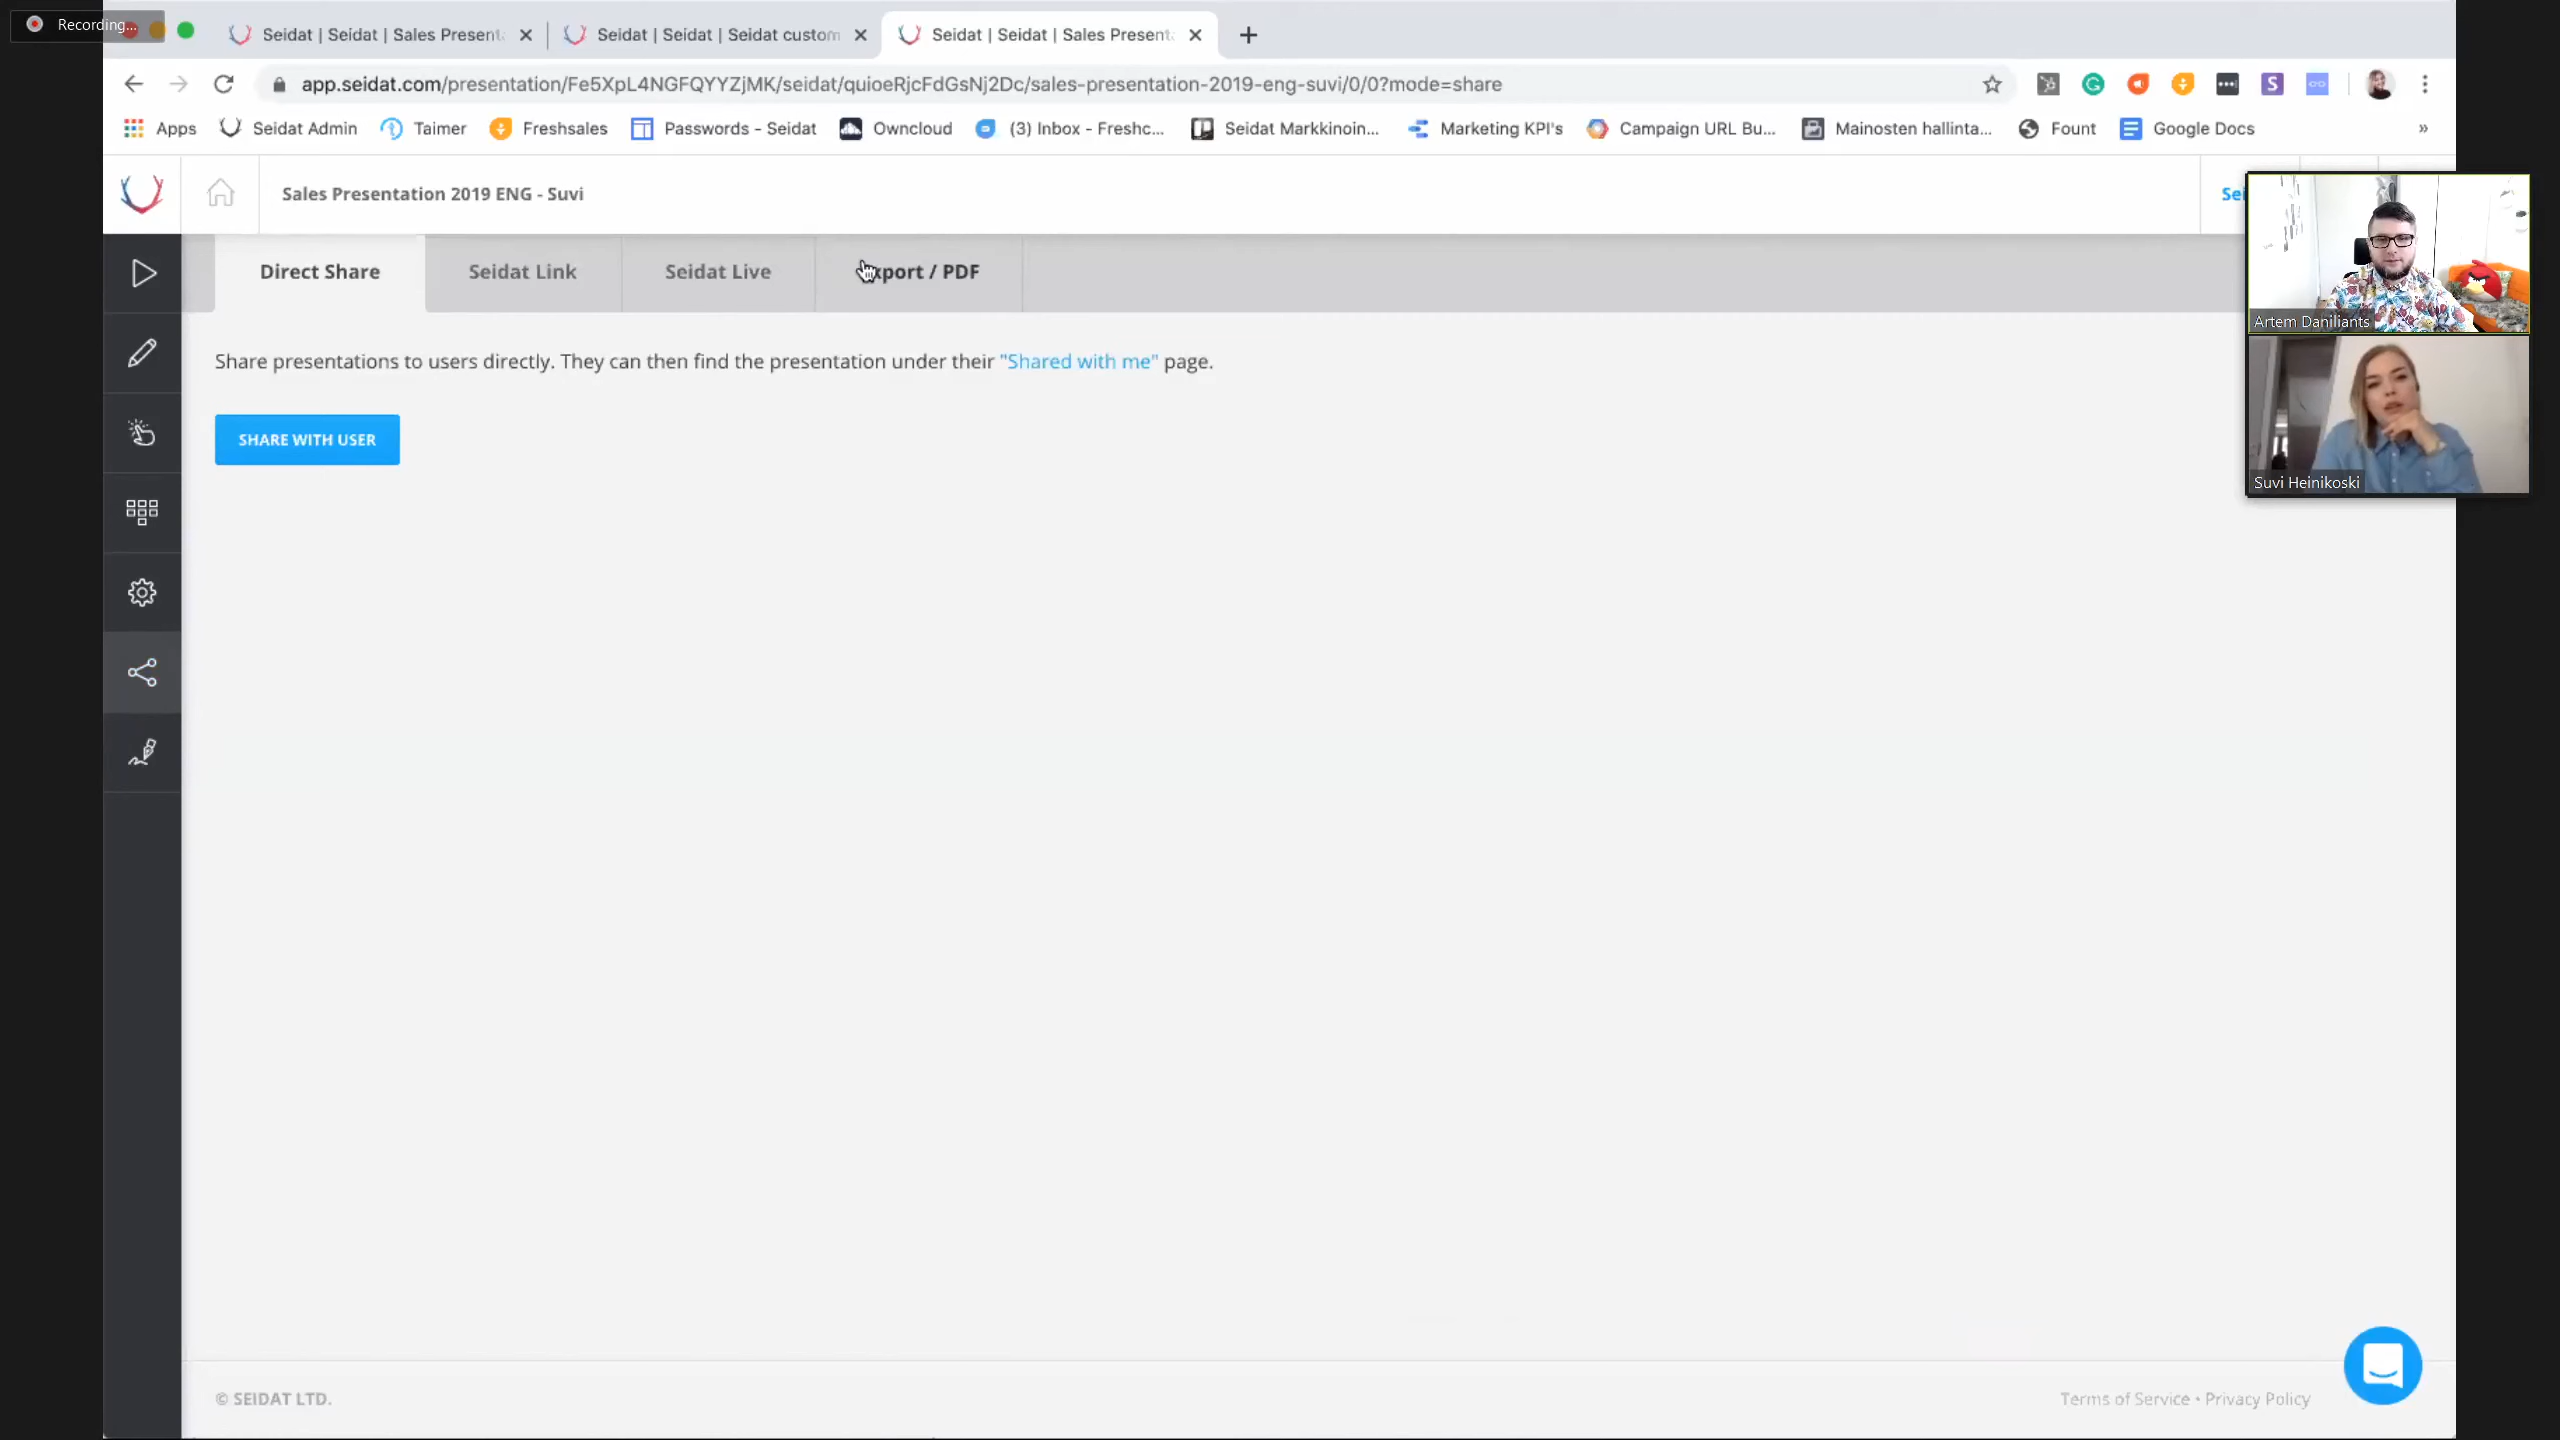 Recording...
Seidat | Seidat | Sales Present
Seidat | Seidat | Seidat custom
Seidat | Seidat | Sales Present
app.seidat.com/presentation/Fe5XpL4NGFQYYZjMK/seidat/quioeRjcFdGsNj2Dc/sales-presentation-2019-eng-suvi/0/0?mode=share
Apps Seidat Admin Taimer Freshsales Passwords - Seidat Owncloud (3) Inbox - Freshc... Seidat Markkinoin... Marketing KPI's Campaign URL Bu... Mainosten hallinta... Fount Google Docs »
Sales Presentation 2019 ENG - Suvi
Sei
Direct Share Seidat Link Seidat Live Export / PDF
Artem Daniliants
Share presentations to users directly. They can then find the presentation under their "Shared with me" page.
SHARE WITH USER
Suvi Heinikoski
© SEIDAT LTD.
Terms of Service • Privacy Policy